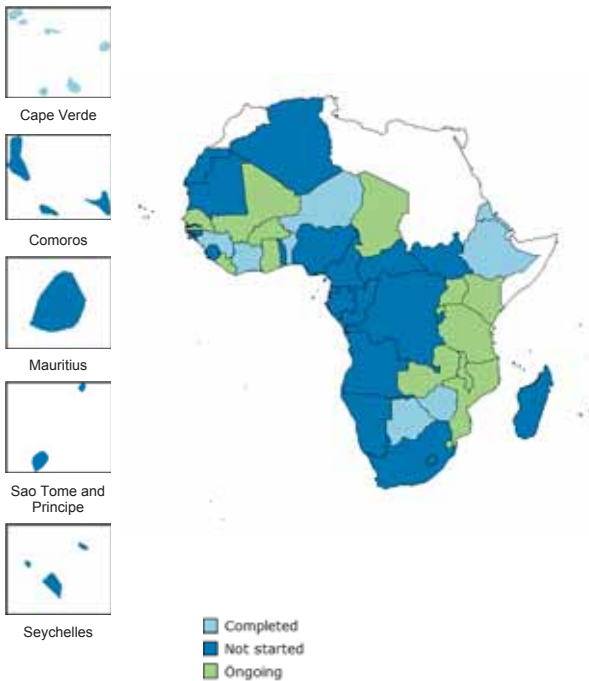 Cape Verde
Comoros
Mauritius
Sao Tome and
Principe
Seychelles
Completed
Not started
Ongoing